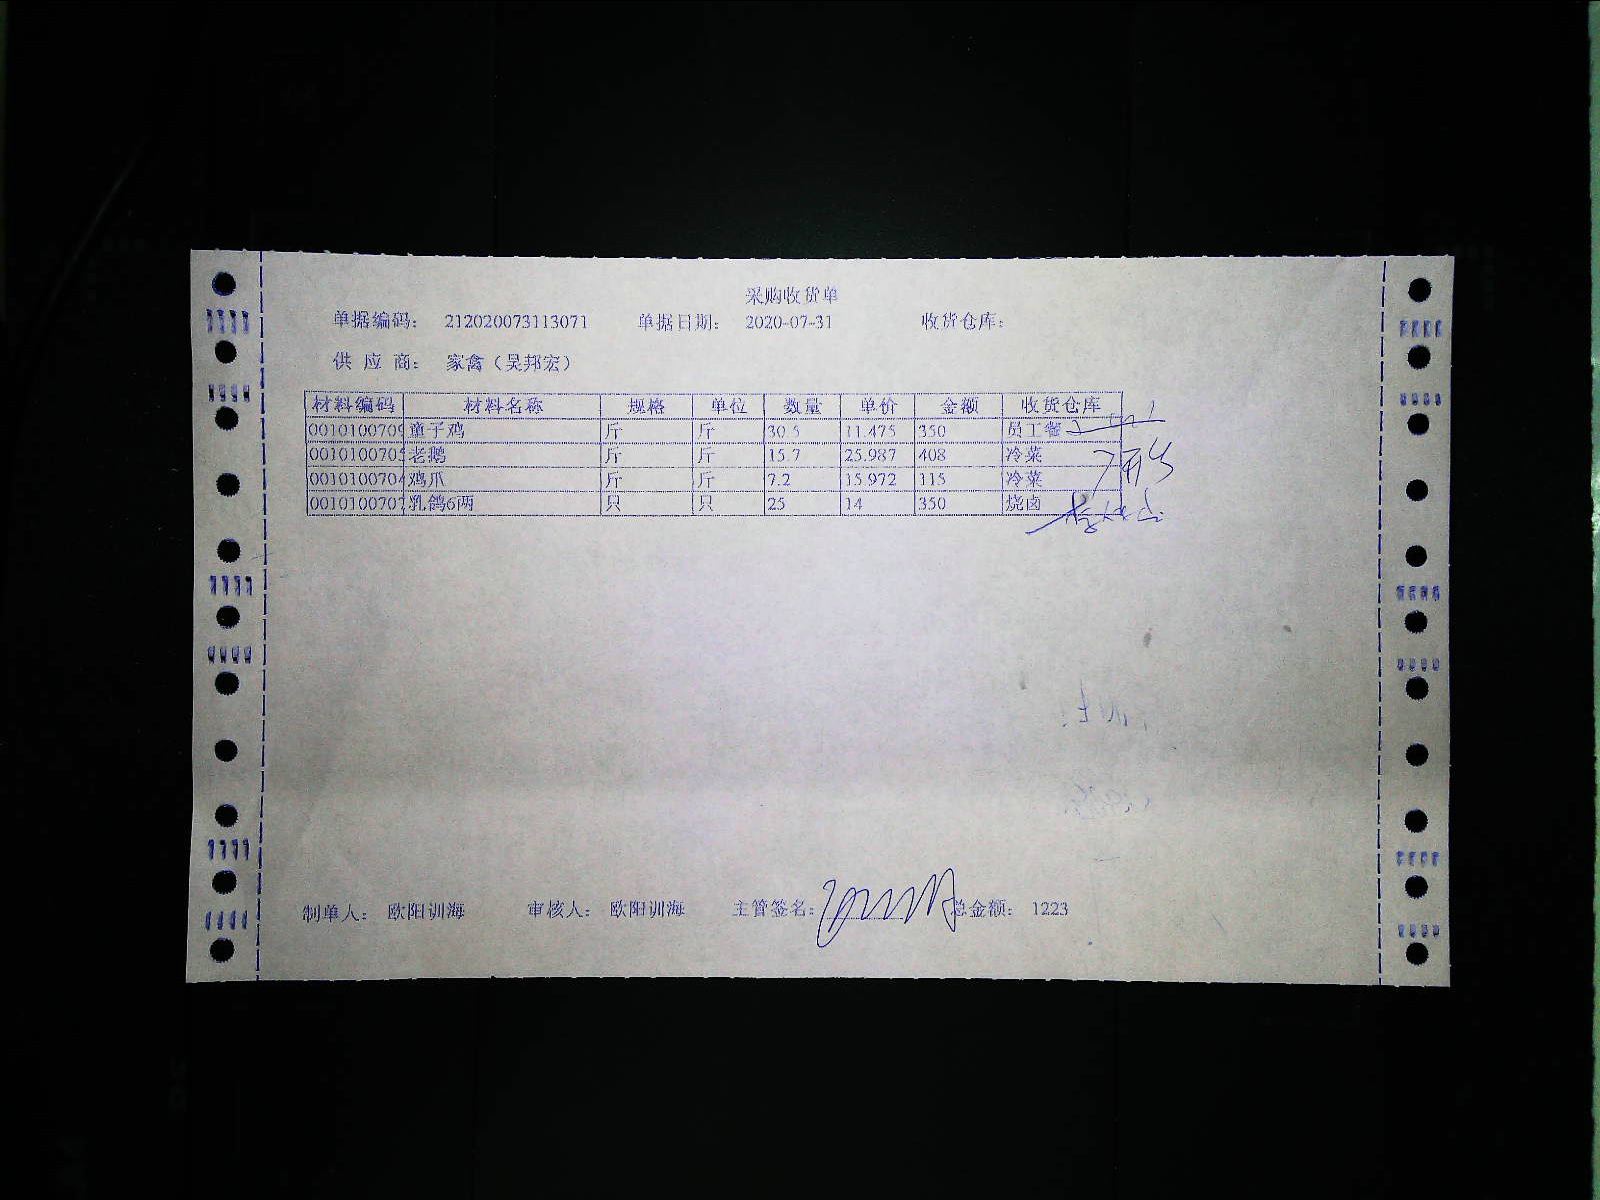 采购收货单
单据编码： 212020073113071 单据日期： 2020-07-31 收货仓库：
供 应 商： 家禽（吴邦宏）
材料编码 材料名称 规格 单位 数量 单价 金额 收货仓库
0010100709 童子鸡 斤 斤 30.5 11.475 350 员工餐
0010100705 老鹅 斤 斤 15.7 25.987 408 冷菜
0010100704 鸡爪 斤 斤 7.2 15.972 115 冷菜
0010100707 乳鸽6两 只 只 25 14 350 烧卤
制单人： 欧阳训海 审核人： 欧阳训海 主管签名： 总金额： 1223